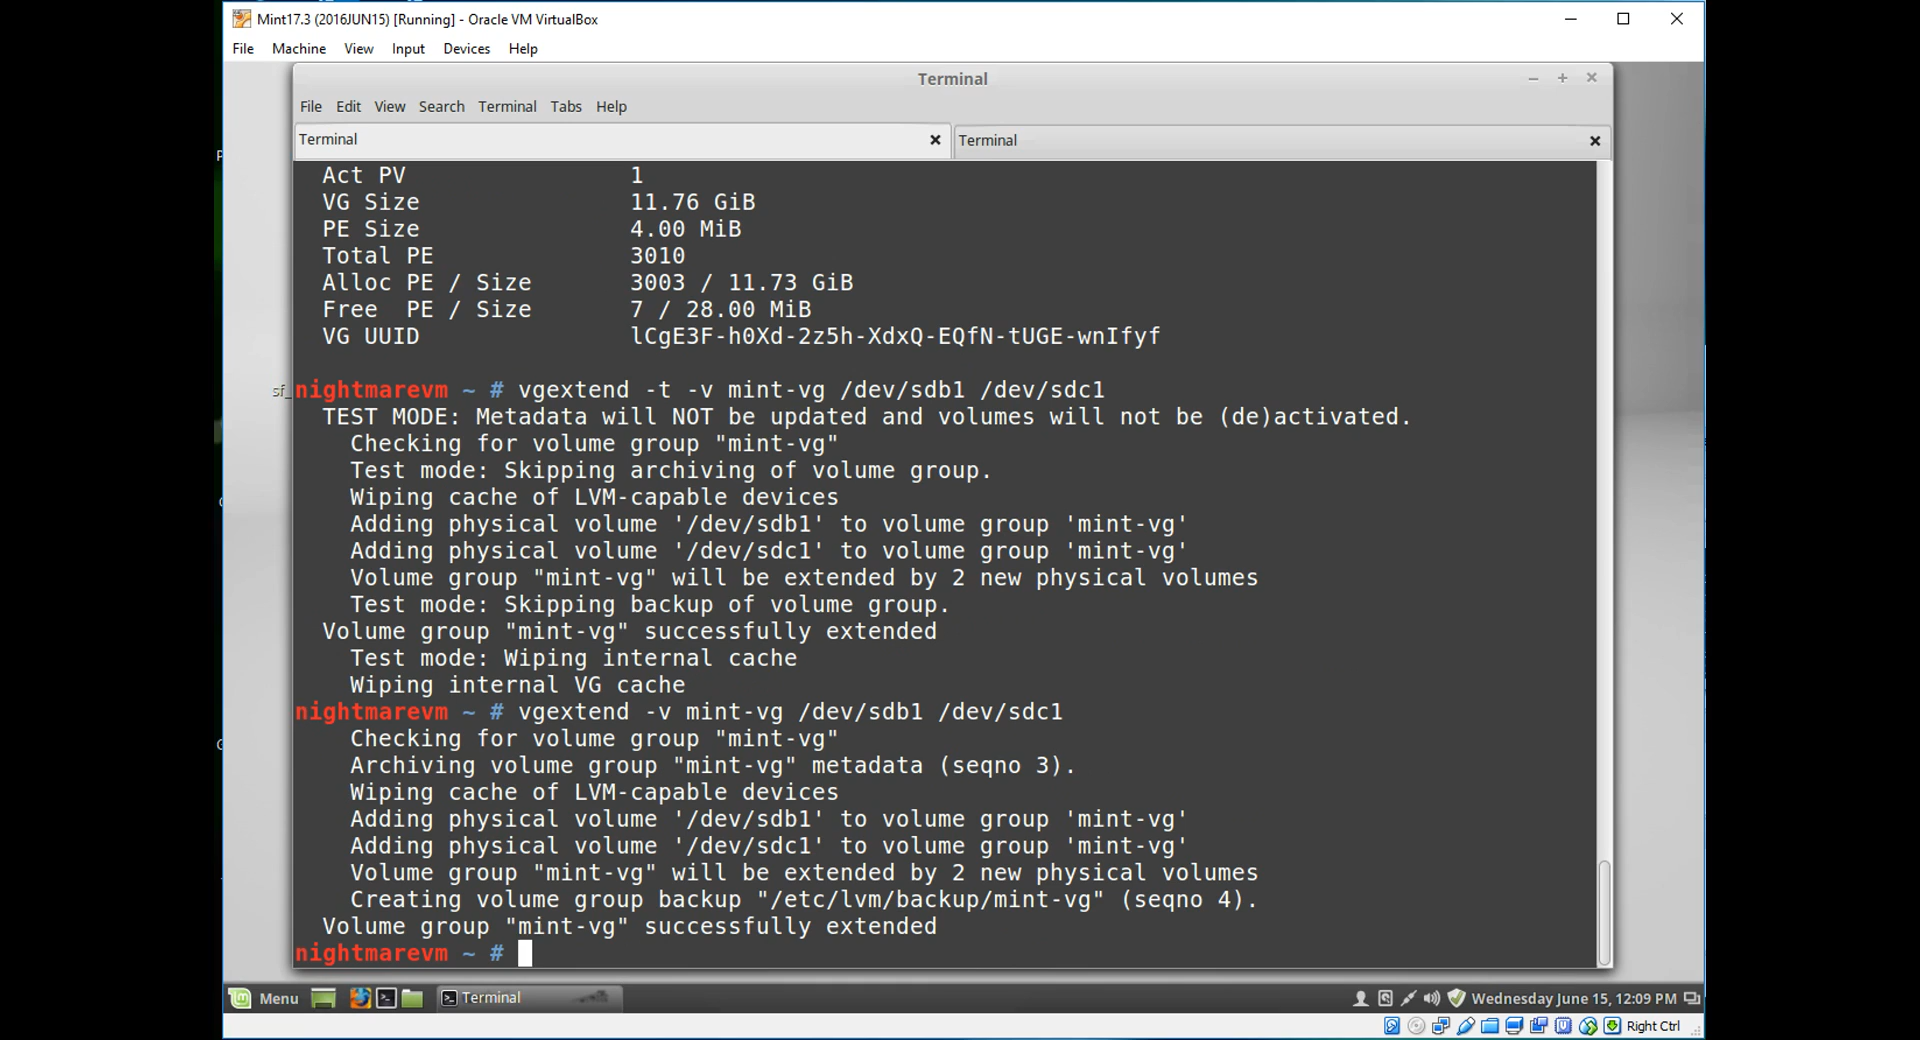 Mint17.3 (2016JUN15) [Running] - Oracle VM VirtualBox
File Machine View Input Devices Help
Terminal
File Edit View Search Terminal Tabs Help
Terminal Terminal
Act PV 1
VG Size 11.76 GiB
PE Size 4.00 MiB
Total PE 3010
Alloc PE / Size 3003 / 11.73 GiB
Free PE / Size 7 / 28.00 MiB
VG UUID lCgE3F-h0Xd-2z5h-XdxQ-EQfN-tUGE-wnIfyf
sf_
nightmarevm ~ # vgextend -t -v mint-vg /dev/sdb1 /dev/sdc1
TEST MODE: Metadata will NOT be updated and volumes will not be (de)activated.
Checking for volume group "mint-vg"
Test mode: Skipping archiving of volume group.
Wiping cache of LVM-capable devices
Adding physical volume '/dev/sdb1' to volume group 'mint-vg'
Adding physical volume '/dev/sdc1' to volume group 'mint-vg'
Volume group "mint-vg" will be extended by 2 new physical volumes
Test mode: Skipping backup of volume group.
Volume group "mint-vg" successfully extended
Test mode: Wiping internal cache
Wiping internal VG cache
nightmarevm ~ # vgextend -v mint-vg /dev/sdb1 /dev/sdc1
Checking for volume group "mint-vg"
Archiving volume group "mint-vg" metadata (seqno 3).
Wiping cache of LVM-capable devices
Adding physical volume '/dev/sdb1' to volume group 'mint-vg'
Adding physical volume '/dev/sdc1' to volume group 'mint-vg'
Volume group "mint-vg" will be extended by 2 new physical volumes
Creating volume group backup "/etc/lvm/backup/mint-vg" (seqno 4).
Volume group "mint-vg" successfully extended
nightmarevm ~ #
Menu Terminal Wednesday June 15, 12:09 PM
Right Ctrl